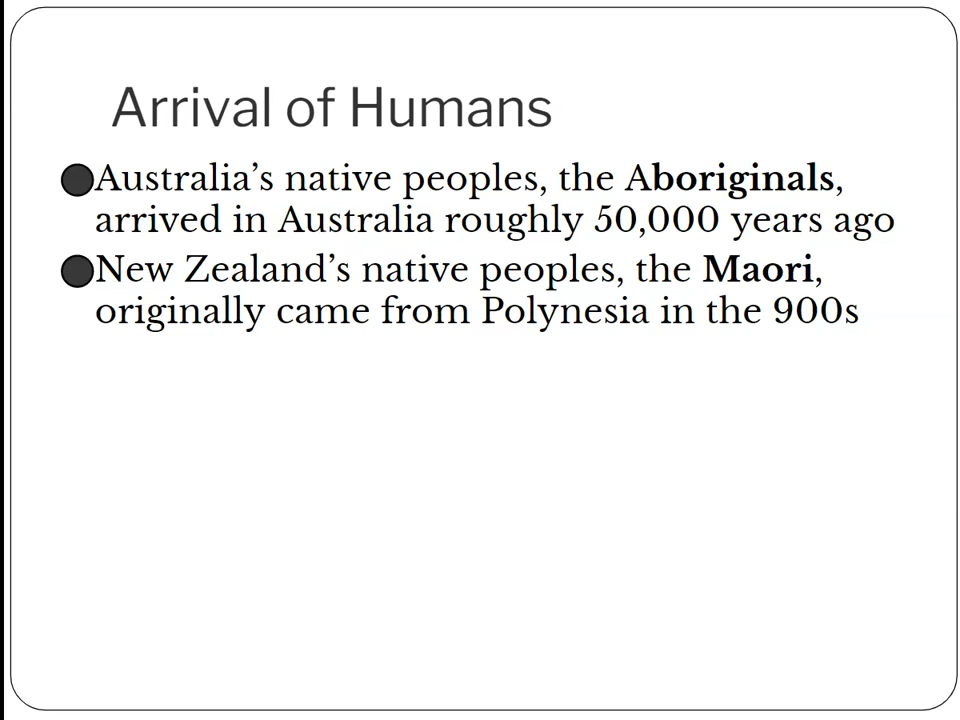 Arrival of Humans
Australia’s native peoples, the Aboriginals,
arrived in Australia roughly 50,000 years ago
New Zealand’s native peoples, the Maori,
originally came from Polynesia in the 900s